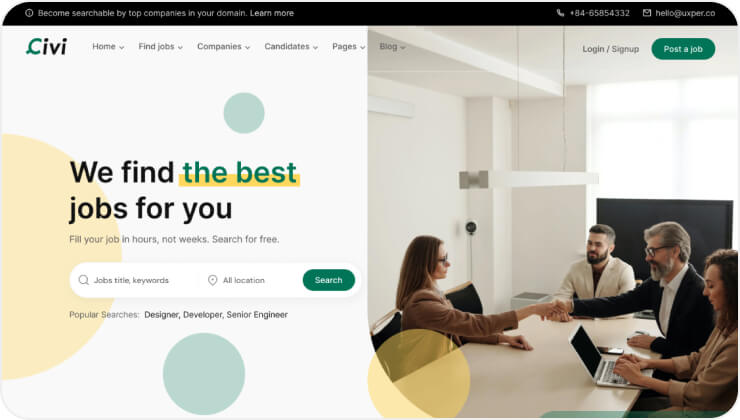 Become searchable by top companies in your domain. Learn more
+84-65854332
hello@uxper.co
Civi
Home
Find jobs
Companies
Candidates
Pages
Blog
Login / Signup
Post a job
We find the best
jobs for you
Fill your job in hours, not weeks. Search for free.
Jobs title, keywords
All location
Search
Popular Searches: Designer, Developer, Senior Engineer